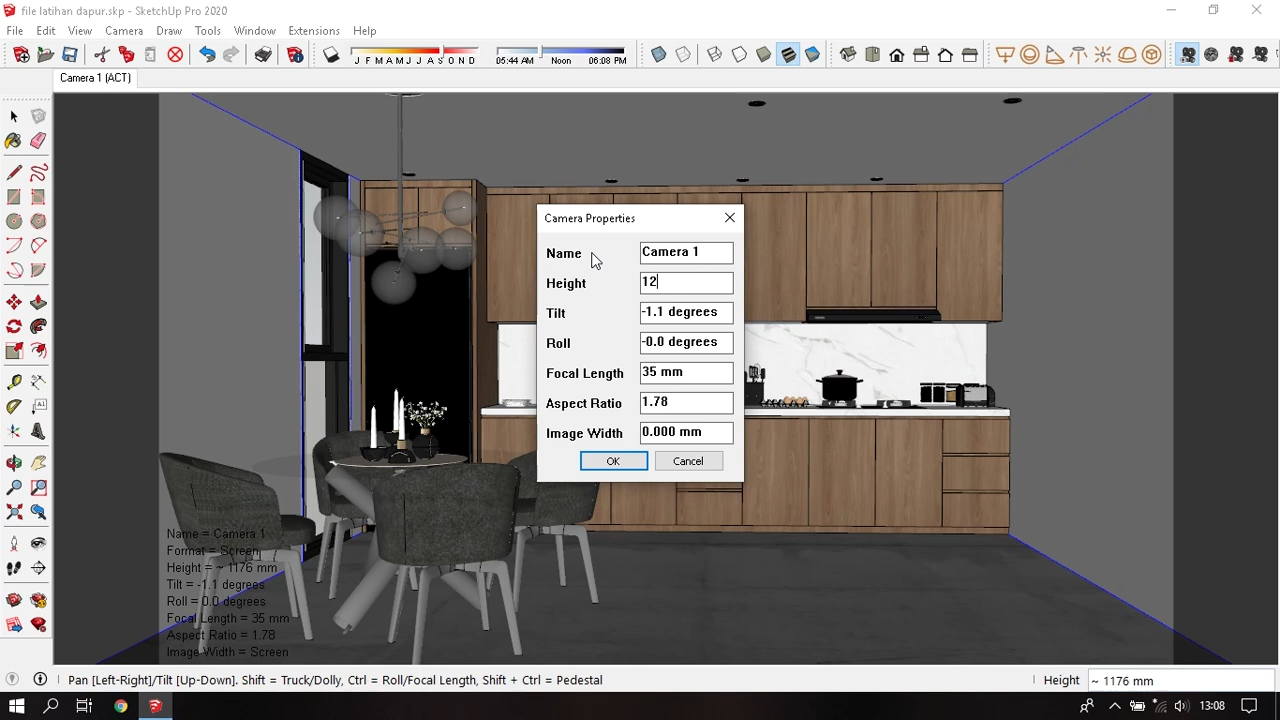 file latihan dapur.skp - SketchUp Pro 2020
File Edit View Camera Draw Tools Window Extensions Help
J F M A M J J A S O N D 05:44 AM Noon 06:08 PM
Camera 1 (ACT)
Camera Properties
Name Camera 1
Height 12
Tilt -1.1 degrees
Roll -0.0 degrees
Focal Length 35 mm
Aspect Ratio 1.78
Image Width 0.000 mm
OK Cancel
Name = Camera 1
Format = Screen
Height = ~ 1176 mm
Tilt = -1.1 degrees
Roll = 0.0 degrees
Focal Length = 35 mm
Aspect Ratio = 1.78
Image Width = Screen
Pan [Left-Right]/Tilt [Up-Down]. Shift = Truck/Dolly, Ctrl = Roll/Focal Length, Shift + Ctrl = Pedestal
Height ~ 1176 mm
13:08